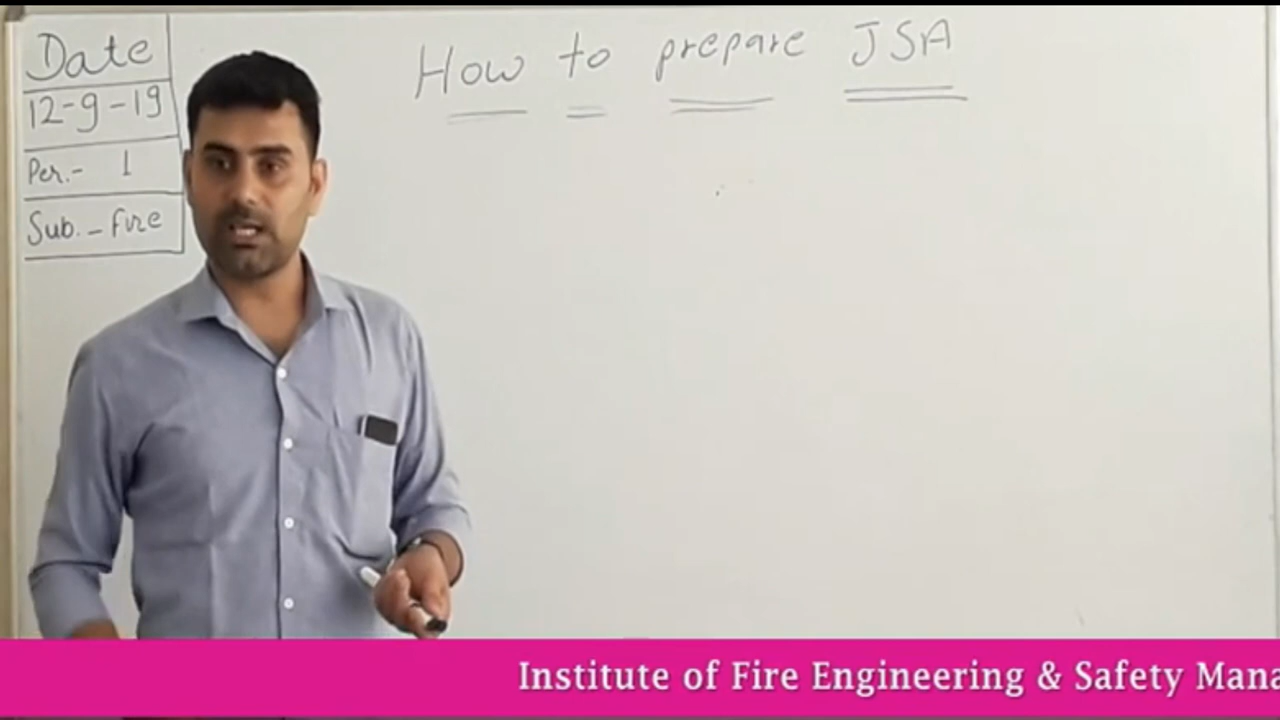 Date
12-9-19
Per.- 1
Sub.- Fire
How to prepare JSA
Institute of Fire Engineering & Safety Mana